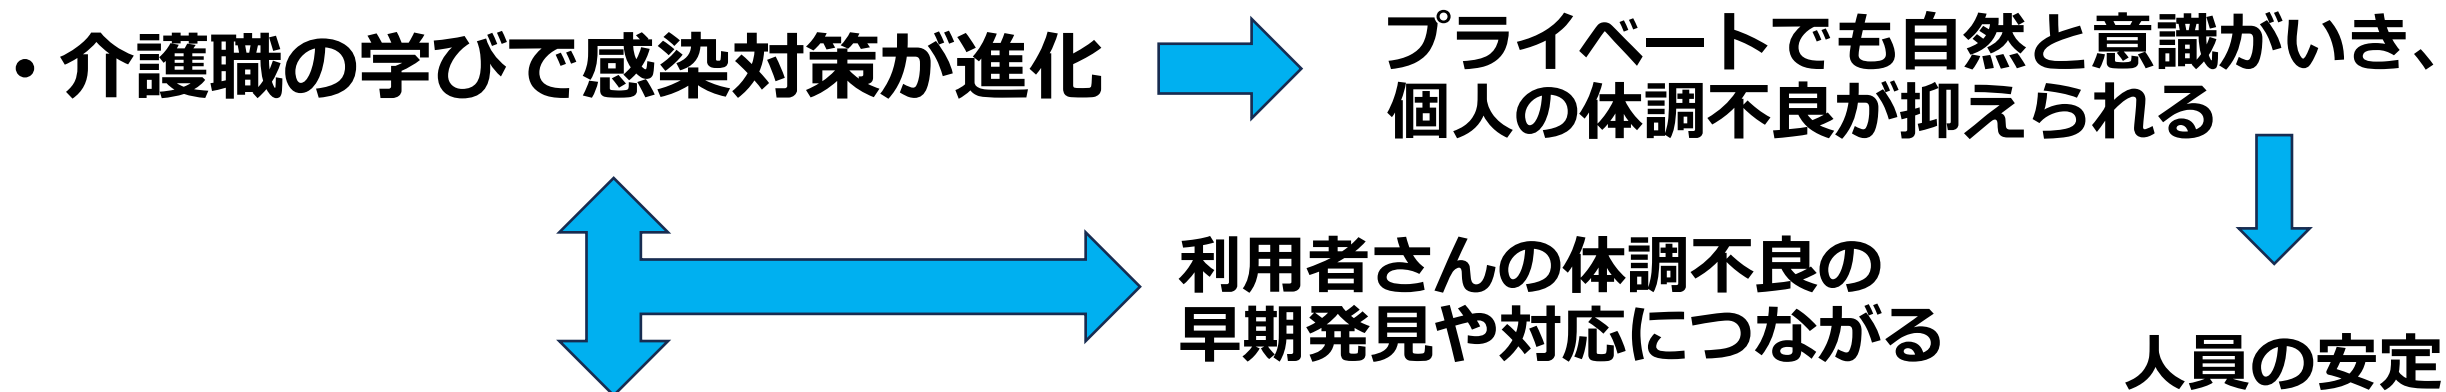 ・介護職の学びで感染対策が進化
プライベートでも自然と意識がいき、
個人の体調不良が抑えられる
利用者さんの体調不良の
早期発見や対応につながる
人員の安定